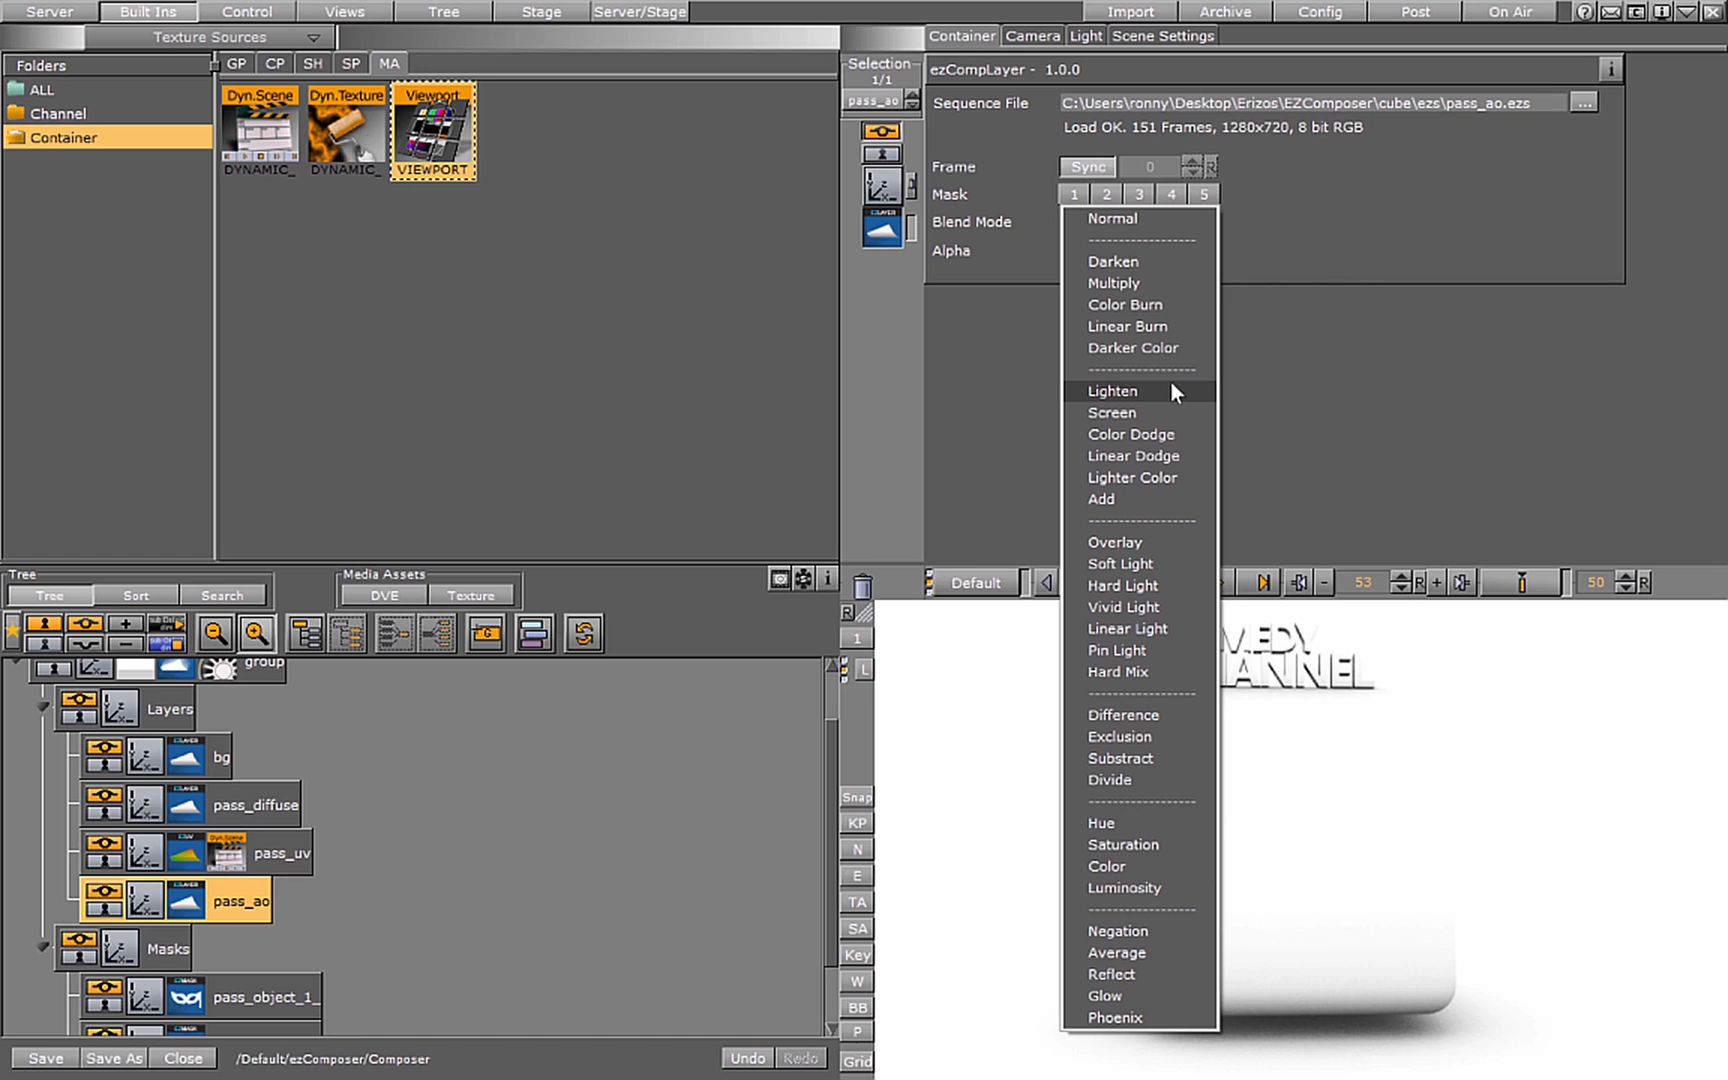 Server
Built Ins
Control
Views
Tree
Stage
Server/Stage
Import
Archive
Config
Post
On Air
Texture Sources
Folders
ALL
Channel
Container
GP
CP
SH
SP
MA
Dyn.Scene
DYNAMIC_
Dyn.Texture
DYNAMIC_
Viewport
VIEWPORT
Container
Camera
Light
Scene Settings
Selection
1/1
pass_ao
ezCompLayer - 1.0.0
Sequence File
C:\Users\ronny\Desktop\Erizos\EZComposer\cube\ezs\pass_ao.ezs
...
Load OK. 151 Frames, 1280x720, 8 bit RGB
Frame
Sync
0
R
Mask
1
2
3
4
5
Blend Mode
Alpha
Normal
Darken
Multiply
Color Burn
Linear Burn
Darker Color
Lighten
Screen
Color Dodge
Linear Dodge
Lighter Color
Add
Overlay
Soft Light
Hard Light
Vivid Light
Linear Light
Pin Light
Hard Mix
Difference
Exclusion
Substract
Divide
Hue
Saturation
Color
Luminosity
Negation
Average
Reflect
Glow
Phoenix
Tree
Tree
Sort
Search
Media Assets
DVE
Texture
Default
53
R
50
R
R
1
L
Snap
KP
N
E
TA
SA
Key
W
BB
P
Grid
group
Layers
bg
pass_diffuse
pass_uv
pass_ao
Masks
pass_object_1_
MEDY
ANNEL
Save
Save As
Close
/Default/ezComposer/Composer
Undo
Redo